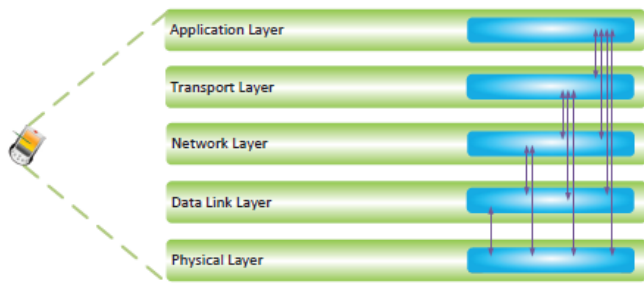 Application Layer
Transport Layer
Network Layer
Data Link Layer
Physical Layer